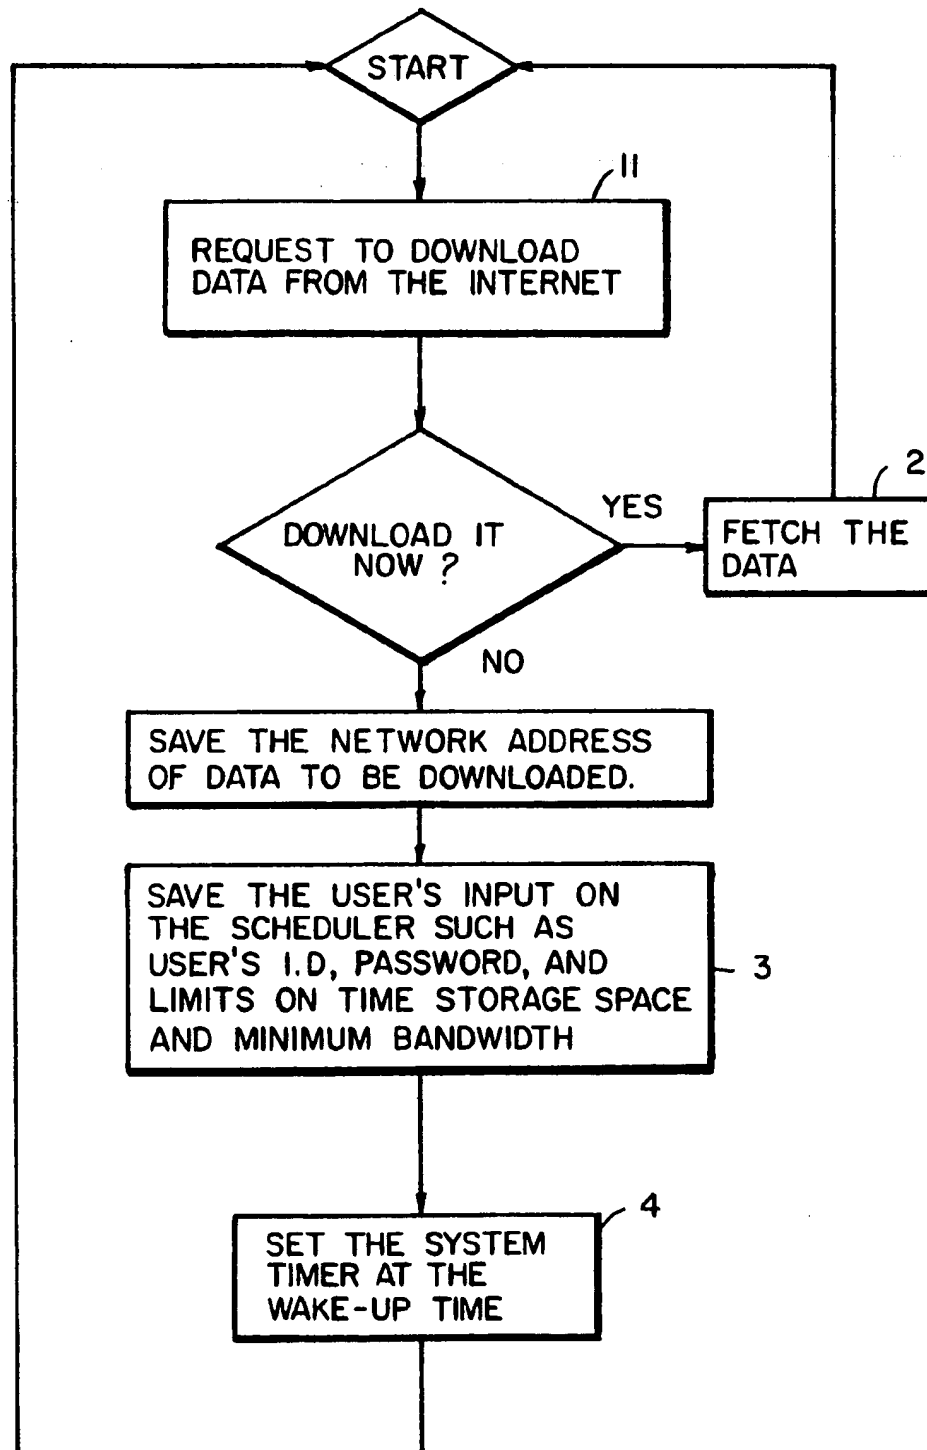 START
11
REQUEST TO DOWNLOAD
DATA FROM THE INTERNET
DOWNLOAD IT
NOW?
YES
2
FETCH THE
DATA
NO
SAVE THE NETWORK ADDRESS
OF DATA TO BE DOWNLOADED.
SAVE THE USER'S INPUT ON
THE SCHEDULER SUCH AS
USER'S I.D, PASSWORD, AND
LIMITS ON TIME STORAGE SPACE
AND MINIMUM BANDWIDTH
3
4
SET THE SYSTEM
TIMER AT THE
WAKE-UP TIME